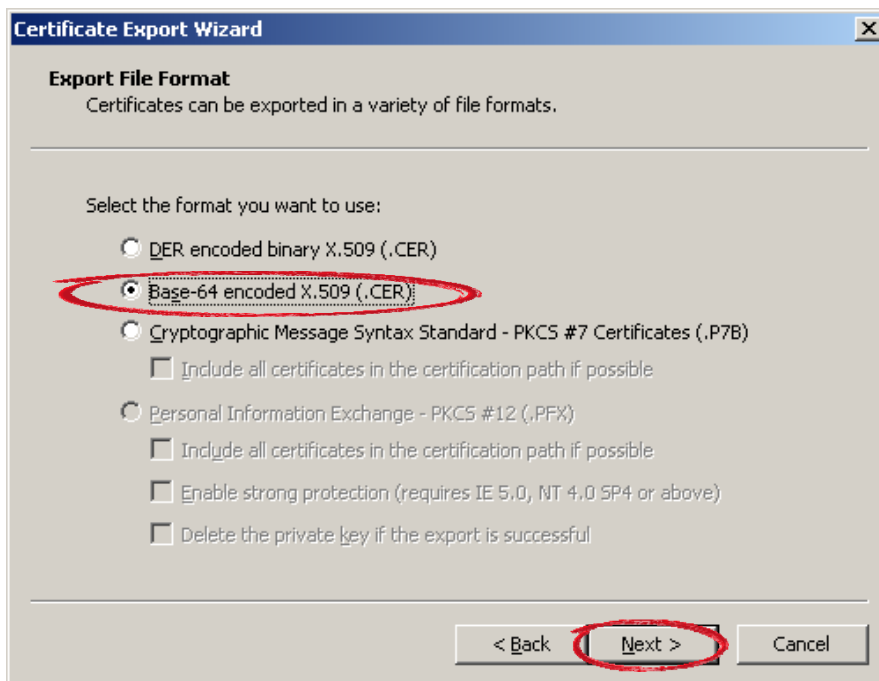 Certificate Export Wizard
Export File Format
Certificates can be exported in a variety of file formats.
Select the format you want to use:
DER encoded binary X.509 (.CER)
Base-64 encoded X.509 (.CER)
Cryptographic Message Syntax Standard - PKCS #7 Certificates (.P7B)
Include all certificates in the certification path if possible
Personal Information Exchange - PKCS #12 (.PFX)
Include all certificates in the certification path if possible
Enable strong protection (requires IE 5.0, NT 4.0 SP4 or above)
Delete the private key if the export is successful
< Back Next > Cancel